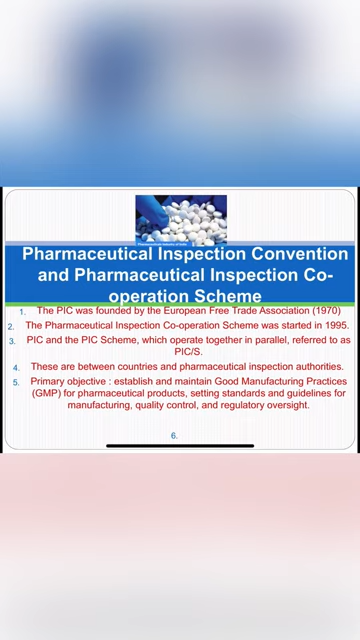 Pharmaceutical Industry of India
Pharmaceutical Inspection Convention
and Pharmaceutical Inspection Co-
operation Scheme
1. The PIC was founded by the European Free Trade Association (1970)
2. The Pharmaceutical Inspection Co-operation Scheme was started in 1995.
3. PIC and the PIC Scheme, which operate together in parallel, referred to as
PIC/S.
4. These are between countries and pharmaceutical inspection authorities.
5. Primary objective : establish and maintain Good Manufacturing Practices
(GMP) for pharmaceutical products, setting standards and guidelines for
manufacturing, quality control, and regulatory oversight.
6.